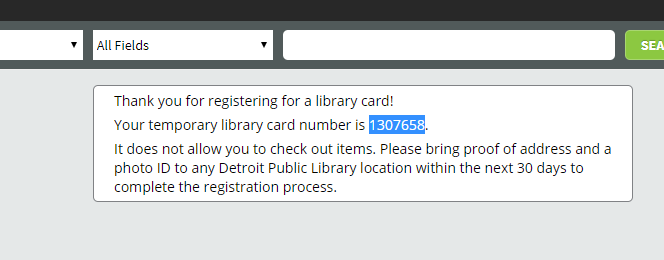 All Fields
SEA
Thank you for registering for a library card!
Your temporary library card number is 1307658.
It does not allow you to check out items. Please bring proof of address and a
photo ID to any Detroit Public Library location within the next 30 days to
complete the registration process.